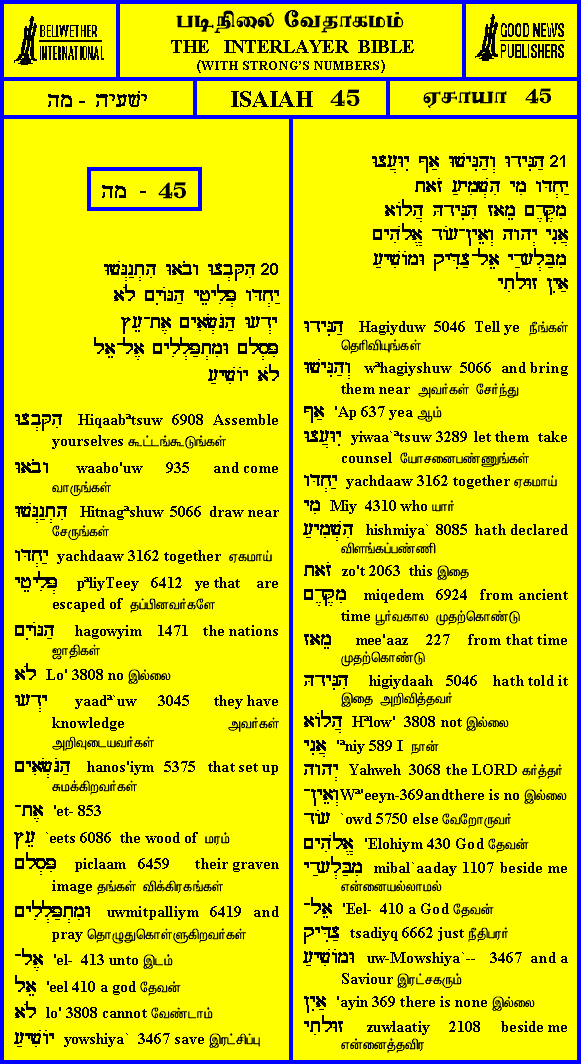 BELLWETHER
INTERNATIONAL
படிநிலை வேதாகமம்
THE INTERLAYER BIBLE
(WITH STRONG'S NUMBERS)
GOOD NEWS
PUBLISHERS
ישעיה - מה
ISAIAH 45
ஏசாயா 45
מה - 45
20 הִקָּבְצוּ וּבֹאוּ הִתְנַגְּשׁוּ
יַחְדָּו פְּלִיטֵי הַגּוֹיִם לֹא
יָדְעוּ הַנֹּשְׂאִים אֶת־עֵץ
פִּסְלָם וּמִתְפַּלְלִים אֶל־אֵל
לֹא יוֹשִׁיעַ
הִקָּבְצוּ Hiqaabªtsuw 6908 Assemble
yourselves கூட்டங்கூடுங்கள்
וּבֹאוּ waabo'uw 935 and come
வாருங்கள்
הִתְנַגְּשׁוּ Hitnagªshuw 5066 draw near
சேருங்கள்
יַחְדָּו yachdaaw 3162 together ஏகமாய்
פְּלִיטֵי pªliyTeey 6412 ye that are
escaped of தப்பினவர்களே
הַגּוֹיִם hagowyim 1471 the nations
ஜாதிகள்
לֹא Lo' 3808 no இல்லை
יָדְעוּ yaadª`uw 3045 they have
knowledge அவர்கள்
அறிவுடையவர்கள்
הַנֹּשְׂאִים hanos'iym 5375 that set up
சுமக்கிறவர்கள்
אֶת־ 'et- 853
עֵץ `eets 6086 the wood of மரம்
פִּסְלָם piclaam 6459 their graven
image தங்கள் விக்கிரகங்கள்
וּמִתְפַּלְלִים uwmitpalliym 6419 and
pray தொழுதுகொள்ளுகிறவர்கள்
אֶל־ 'el- 413 unto இடம்
אֵל 'eel 410 a god தேவன்
לֹא lo' 3808 cannot வேண்டாம்
יוֹשִׁיעַ yowshiya` 3467 save இரட்சிப்பு
21 הַגִּידוּ וְהַגִּישׁוּ אַף יִוָּעֲצוּ
יַחְדָּו מִי הִשְׁמִיעַ זֹאת
מִקֶּדֶם מֵאָז הִגִּידָהּ הֲלוֹא
אֲנִי יְהוָה וְאֵין־עוֹד אֱלֹהִים
מִבַּלְעָדַי אֵל־צַדִּיק וּמוֹשִׁיעַ
אַיִן זוּלָתִי
הַגִּידוּ Hagiyduw 5046 Tell ye நீங்கள்
தெரிவியுங்கள்
וְהַגִּישׁוּ wªhagiyshuw 5066 and bring
them near அவர்கள் சேர்ந்து
אַף 'Ap 637 yea ஆம்
יִוָּעֲצוּ yiwaa`ªtsuw 3289 let them take
counsel யோசனைபண்ணுங்கள்
יַחְדָּו yachdaaw 3162 together ஏகமாய்
מִי Miy 4310 who யார்
הִשְׁמִיעַ hishmiya` 8085 hath declared
விளங்கப்பண்ணி
זֹאת zo't 2063 this இதை
מִקֶּדֶם miqedem 6924 from ancient
time பூர்வகால முதற்கொண்டு
מֵאָז mee'aaz 227 from that time
முதற்கொண்டு
הִגִּידָהּ higiydaah 5046 hath told it
இதை அறிவித்தவர்
הֲלוֹא Hªlow' 3808 not இல்லை
אֲנִי 'ªniy 589 I நான்
יְהוָה Yahweh 3068 the LORD கர்த்தர்
וְאֵין־Wª'eeyn-369andthere is no இல்லை
עוֹד `owd 5750 else வேறொருவர்
אֱלֹהִים 'Elohiym 430 God தேவன்
מִבַּלְעָדַי mibal`aaday 1107 beside me
என்னையல்லாமல்
אֵל־ 'Eel- 410 a God தேவன்
צַדִּיק tsadiyq 6662 just நீதிபரர்
וּמוֹשִׁיעַ uw-Mowshiya`-- 3467 and a
Saviour இரட்சகரும்
אַיִן 'ayin 369 there is none இல்லை
זוּלָתִי zuwlaatiy 2108 beside me
என்னைத்தவிர